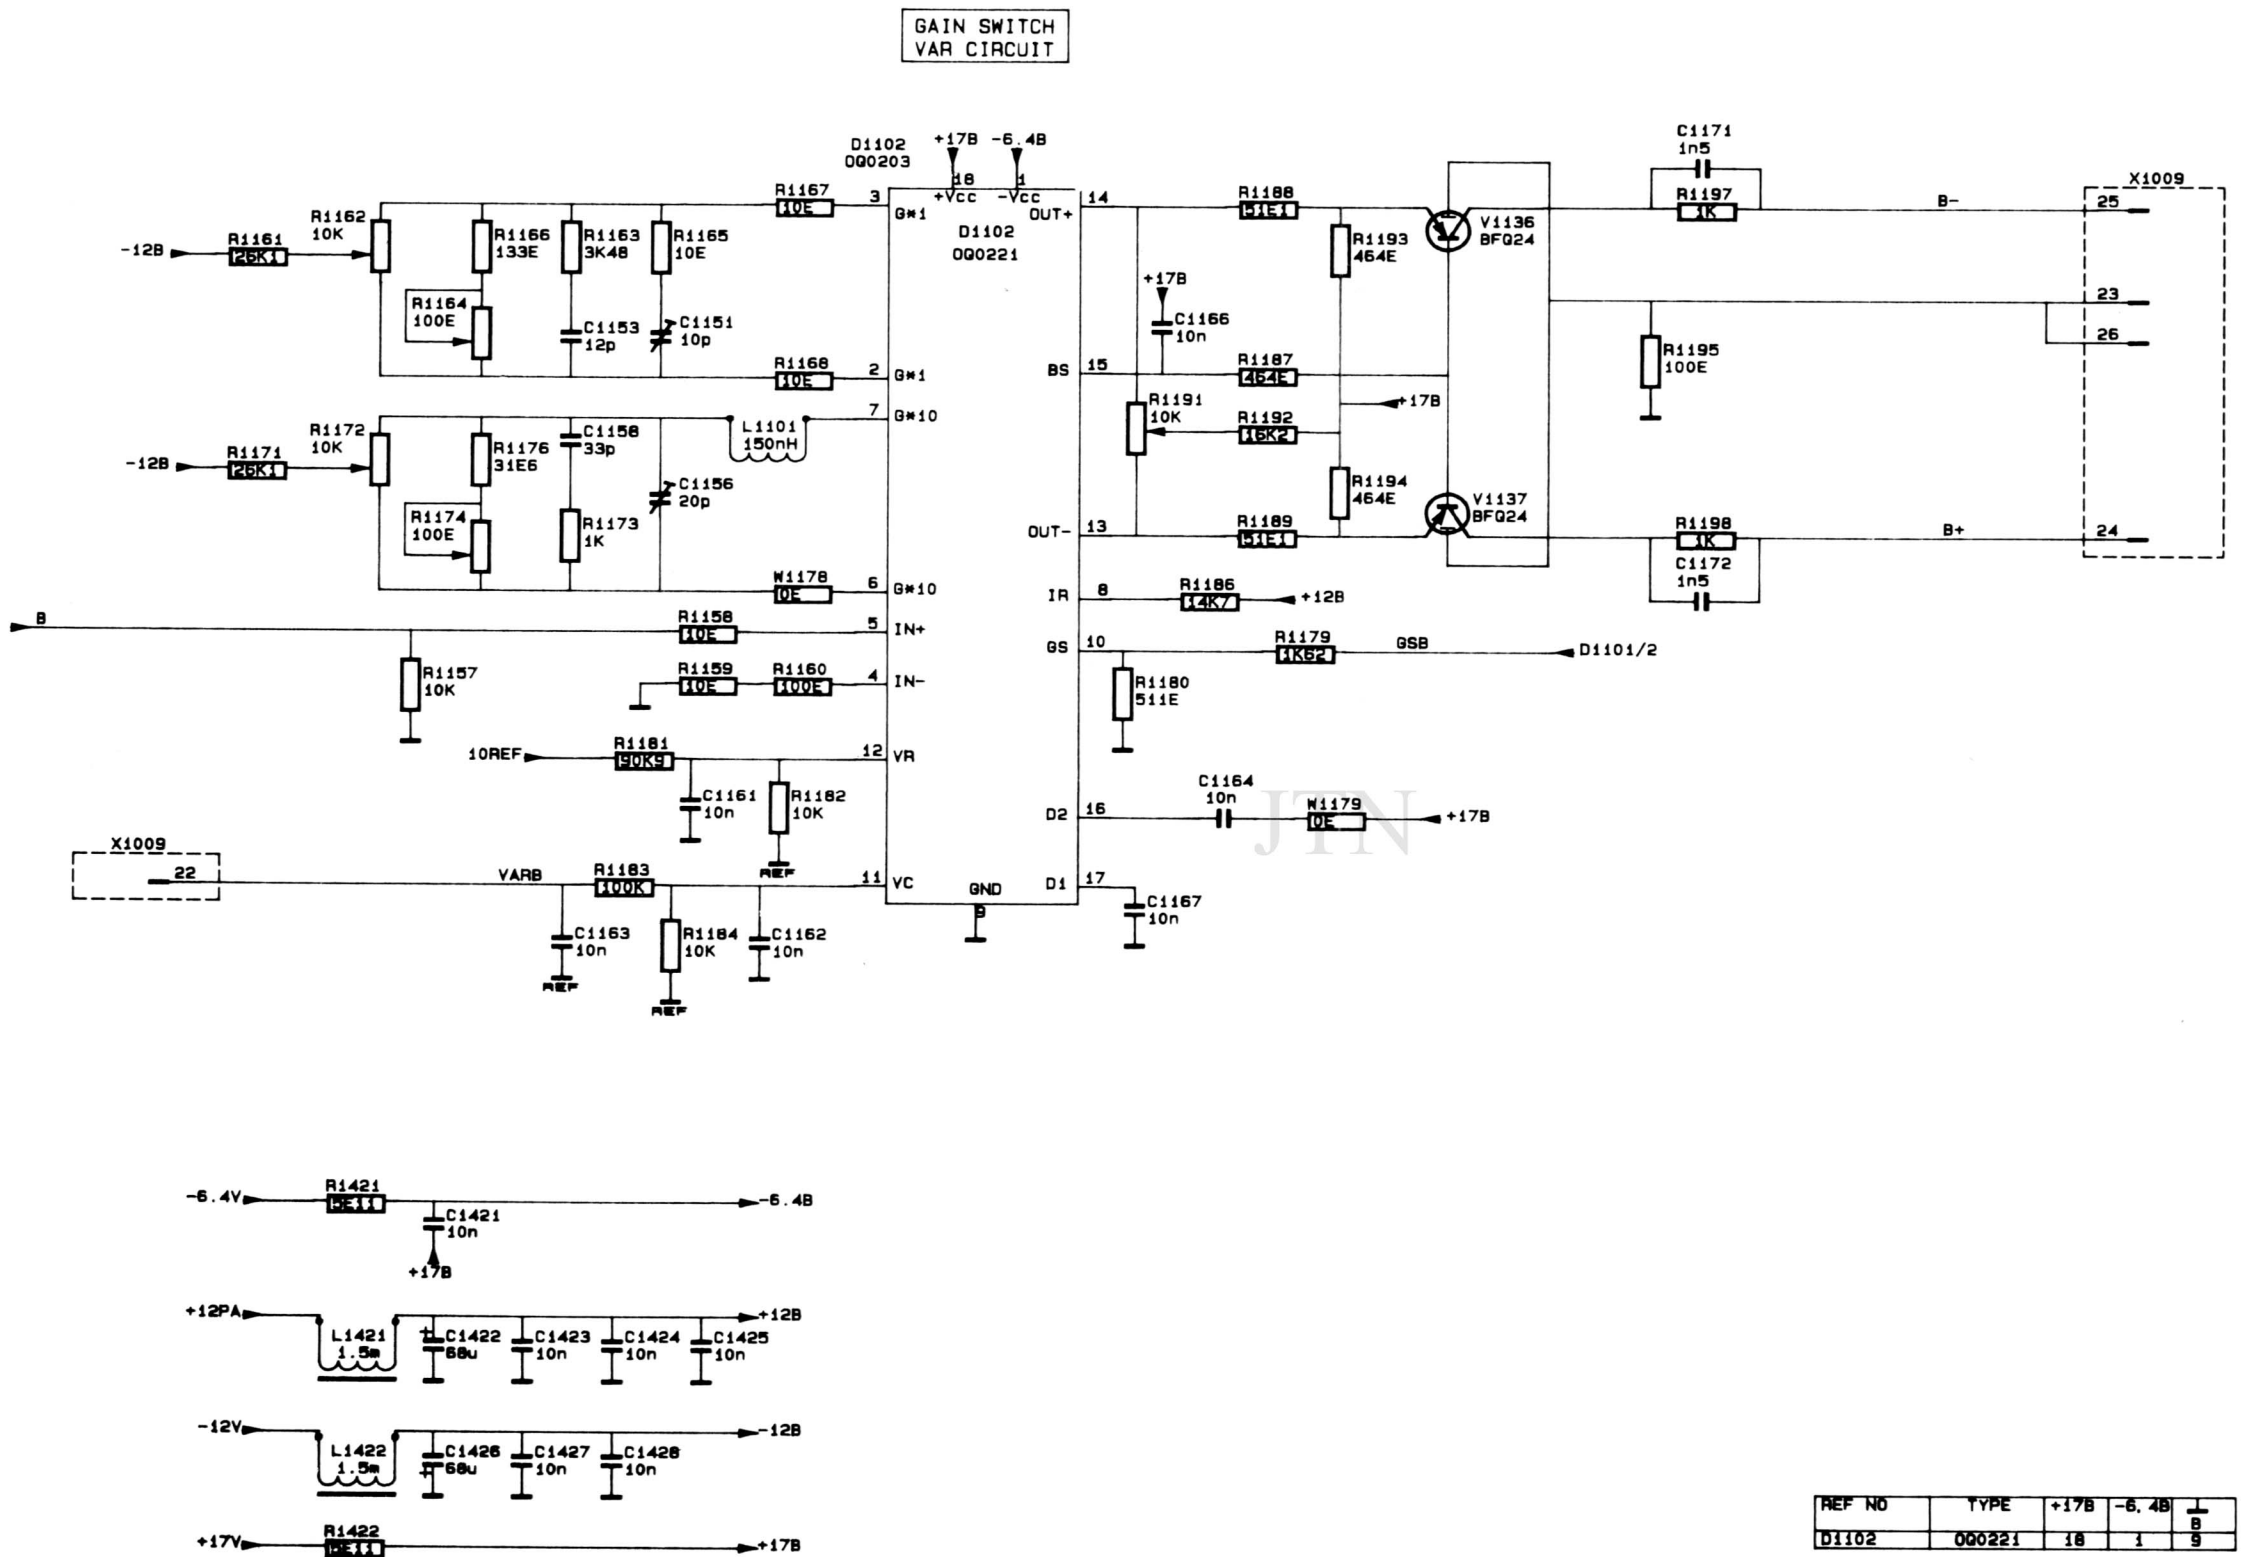 GAIN SWITCH
VAR CIRCUIT
D1102
OQ0203
+17B
-6.4B
18
1
+Vcc
-Vcc
D1102
OQ0221
-12B
R1161
26K1
R1162
10K
R1166
133E
R1163
3K48
R1165
10E
R1164
100E
C1153
12p
C1151
10p
R1167
10E
3
G*1
R1168
10E
2
G*1
7
G*10
-12B
R1171
26K1
R1172
10K
R1176
31E6
C1158
33p
L1101
150nH
C1156
20p
R1174
100E
R1173
1K
W1178
0E
6
G*10
B
R1158
10E
5
IN+
R1157
10K
R1159
10E
R1160
100E
4
IN-
10REF
R1181
90K9
12
VR
C1161
10n
R1182
10K
REF
X1009
22
VARB
R1183
100K
11
VC
C1163
10n
REF
R1184
10K
REF
C1162
10n
GND
9
OUT+
14
R1188
51E1
R1193
464E
V1136
BFQ24
C1171
1n5
R1197
1K
B-
X1009
25
23
26
24
+17B
C1166
10n
BS
15
R1187
464E
R1191
10K
R1192
16K2
+17B
R1195
100E
R1194
464E
V1137
BFQ24
OUT-
13
R1189
51E1
R1198
1K
B+
C1172
1n5
IR
8
R1186
14K7
+12B
GS
10
R1179
1K62
GSB
D1101/2
R1180
511E
D2
16
C1164
10n
W1179
0E
+17B
JTN
D1
17
C1167
10n
-6.4V
R1421
5E11
-6.4B
C1421
10n
+17B
+12PA
L1421
1.5m
C1422
68u
C1423
10n
C1424
10n
C1425
10n
+12B
-12V
L1422
1.5m
C1426
68u
C1427
10n
C1428
10n
-12B
+17V
R1422
5E11
+17B
REF NO TYPE +17B -6.4B B
D1102 OQ0221 18 1 9